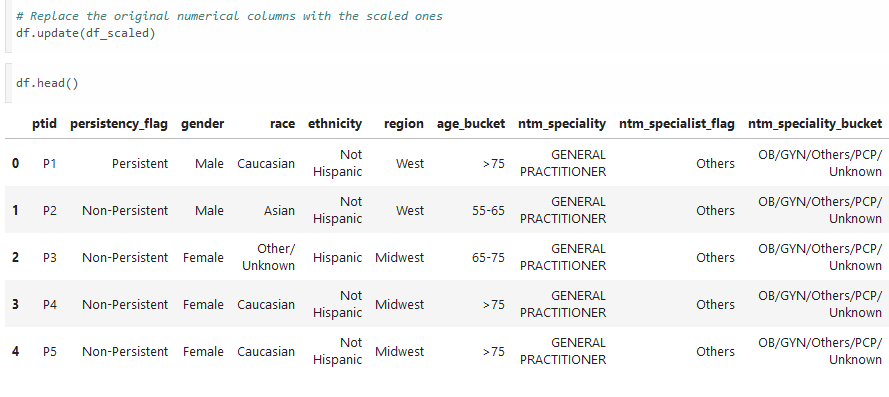 # Replace the original numerical columns with the scaled ones
df.update(df_scaled)
df.head()
ptid persistency_flag gender race ethnicity region age_bucket ntm_speciality ntm_specialist_flag ntm_speciality_bucket
0 P1 Persistent Male Caucasian Not Hispanic West >75 GENERAL PRACTITIONER Others OB/GYN/Others/PCP/Unknown
1 P2 Non-Persistent Male Asian Not Hispanic West 55-65 GENERAL PRACTITIONER Others OB/GYN/Others/PCP/Unknown
2 P3 Non-Persistent Female Other/Unknown Hispanic Midwest 65-75 GENERAL PRACTITIONER Others OB/GYN/Others/PCP/Unknown
3 P4 Non-Persistent Female Caucasian Not Hispanic Midwest >75 GENERAL PRACTITIONER Others OB/GYN/Others/PCP/Unknown
4 P5 Non-Persistent Female Caucasian Not Hispanic Midwest >75 GENERAL PRACTITIONER Others OB/GYN/Others/PCP/Unknown